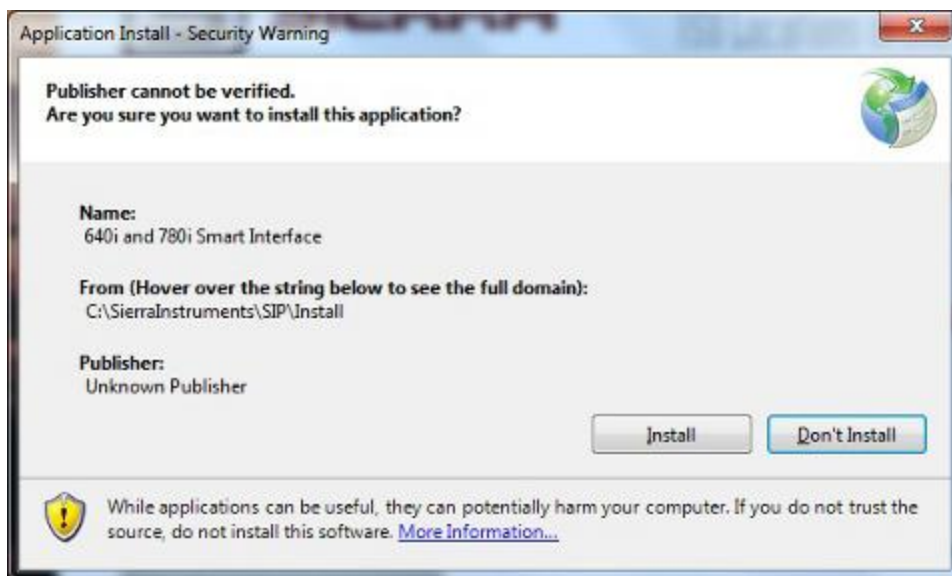 Application Install - Security Warning
Publisher cannot be verified.
Are you sure you want to install this application?
Name:
640i and 780i Smart Interface
From (Hover over the string below to see the full domain):
C:\SierraInstruments\SIP\Install
Publisher:
Unknown Publisher
Install
Don't Install
While applications can be useful, they can potentially harm your computer. If you do not trust the
source, do not install this software. More Information...